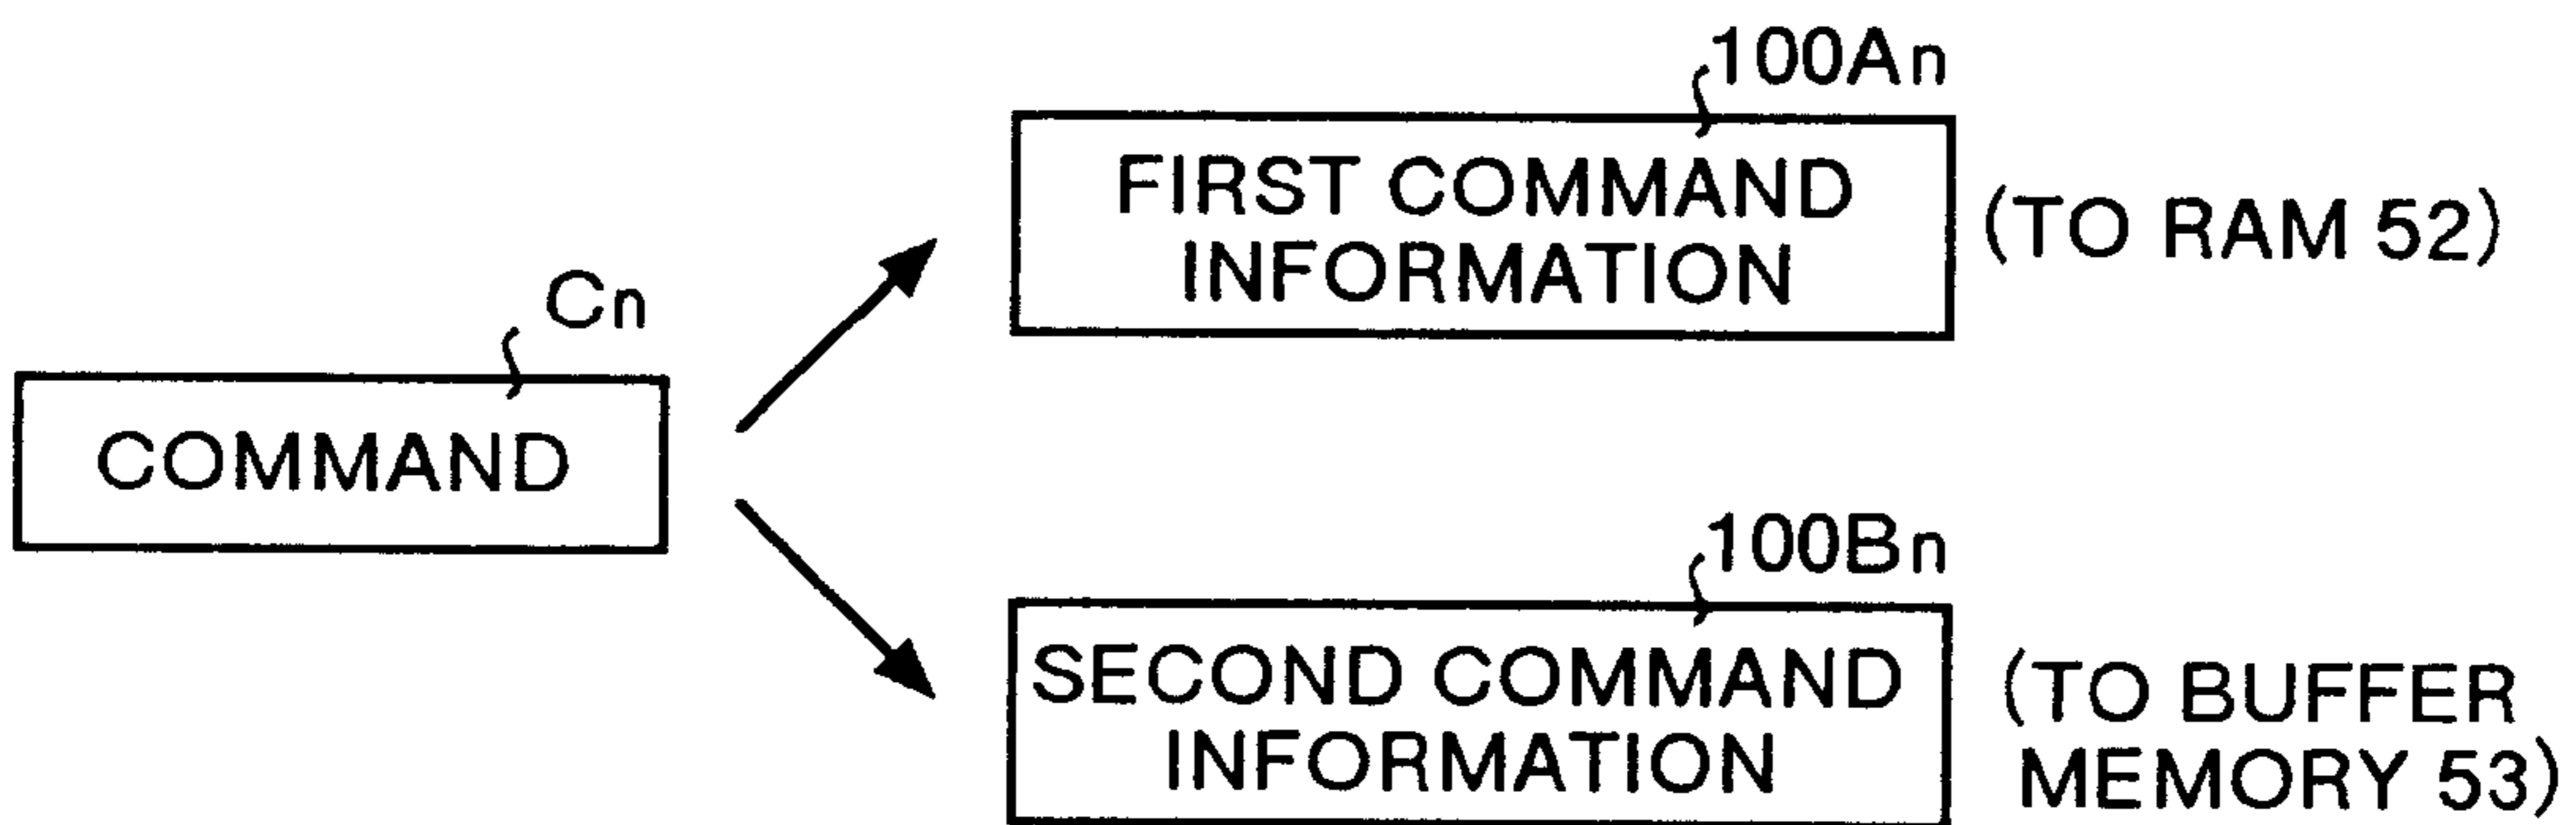 100An
FIRST COMMAND
INFORMATION
(TO RAM 52)
Cn
COMMAND
100Bn
SECOND COMMAND
INFORMATION
(TO BUFFER
MEMORY 53)